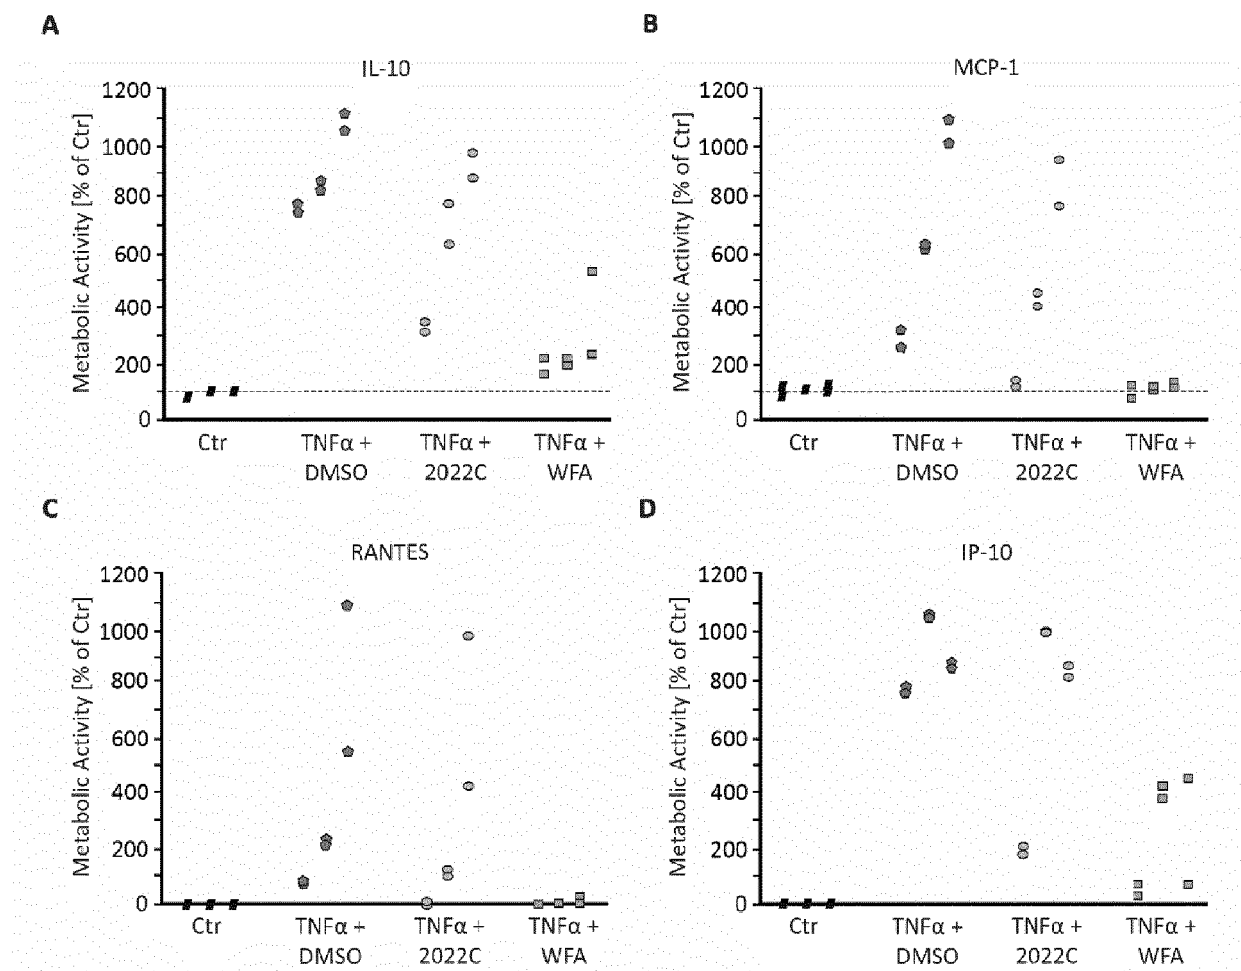 A
IL-10
Metabolic Activity [% of Ctr]
1200
1000
800
600
400
200
0
Ctr
TNFα +
DMSO
TNFα +
2022C
TNFα +
WFA
B
MCP-1
Metabolic Activity [% of Ctr]
1200
1000
800
600
400
200
0
Ctr
TNFα +
DMSO
TNFα +
2022C
TNFα +
WFA
C
RANTES
Metabolic Activity [% of Ctr]
1200
1000
800
600
400
200
0
Ctr
TNFα +
DMSO
TNFα +
2022C
TNFα +
WFA
D
IP-10
Metabolic Activity [% of Ctr]
1200
1000
800
600
400
200
0
Ctr
TNFα +
DMSO
TNFα +
2022C
TNFα +
WFA